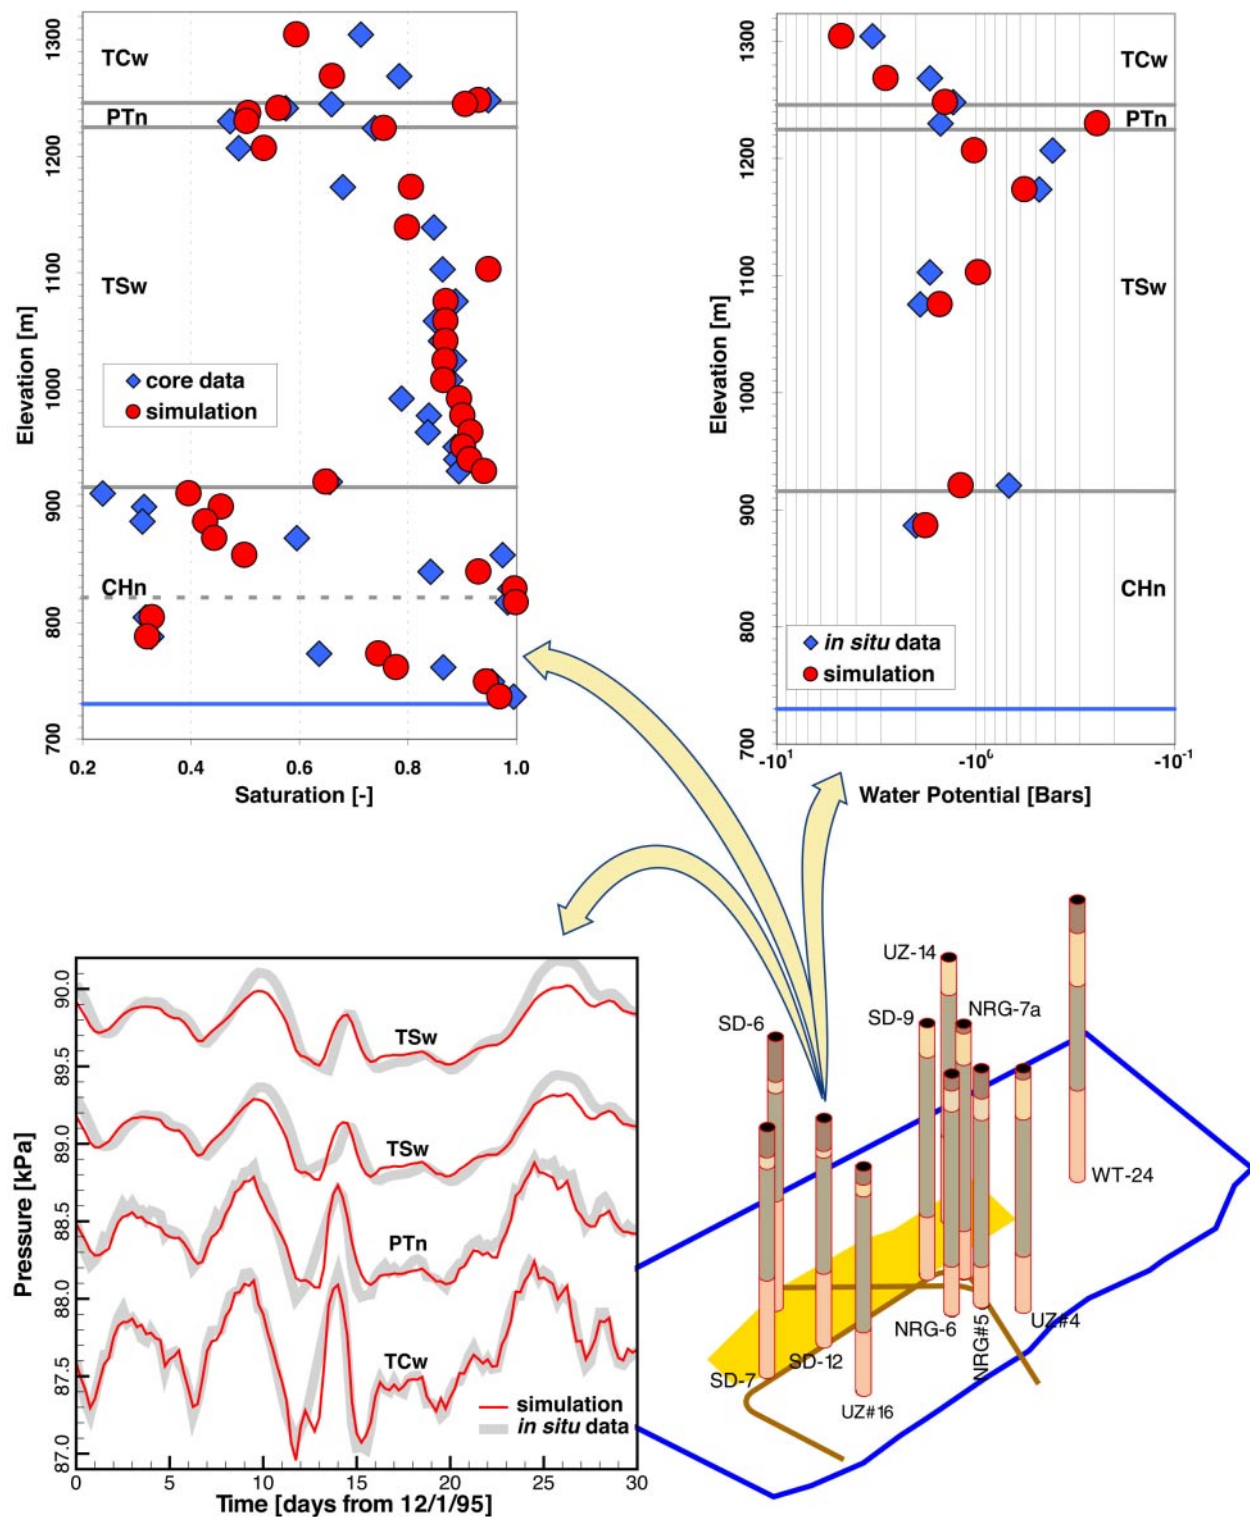 1300
1200
1100
1000
900
800
700
Elevation [m]
TCw
PTn
TSw
CHn
core data
simulation
0.2 0.4 0.6 0.8 1.0
Saturation [-]
1300
1200
1100
1000
900
800
700
Elevation [m]
TCw
PTn
TSw
CHn
in situ data
simulation
-10¹ -10⁰ -10⁻¹
Water Potential [Bars]
90.0
89.5
89.0
88.5
88.0
87.5
87.0
Pressure [kPa]
TSw
TSw
PTn
TCw
simulation
in situ data
0 5 10 15 20 25 30
Time [days from 12/1/95]
UZ-14
NRG-7a
SD-9
SD-6
WT-24
UZ#4
NRG#5
NRG-6
SD-12
SD-7
UZ#16